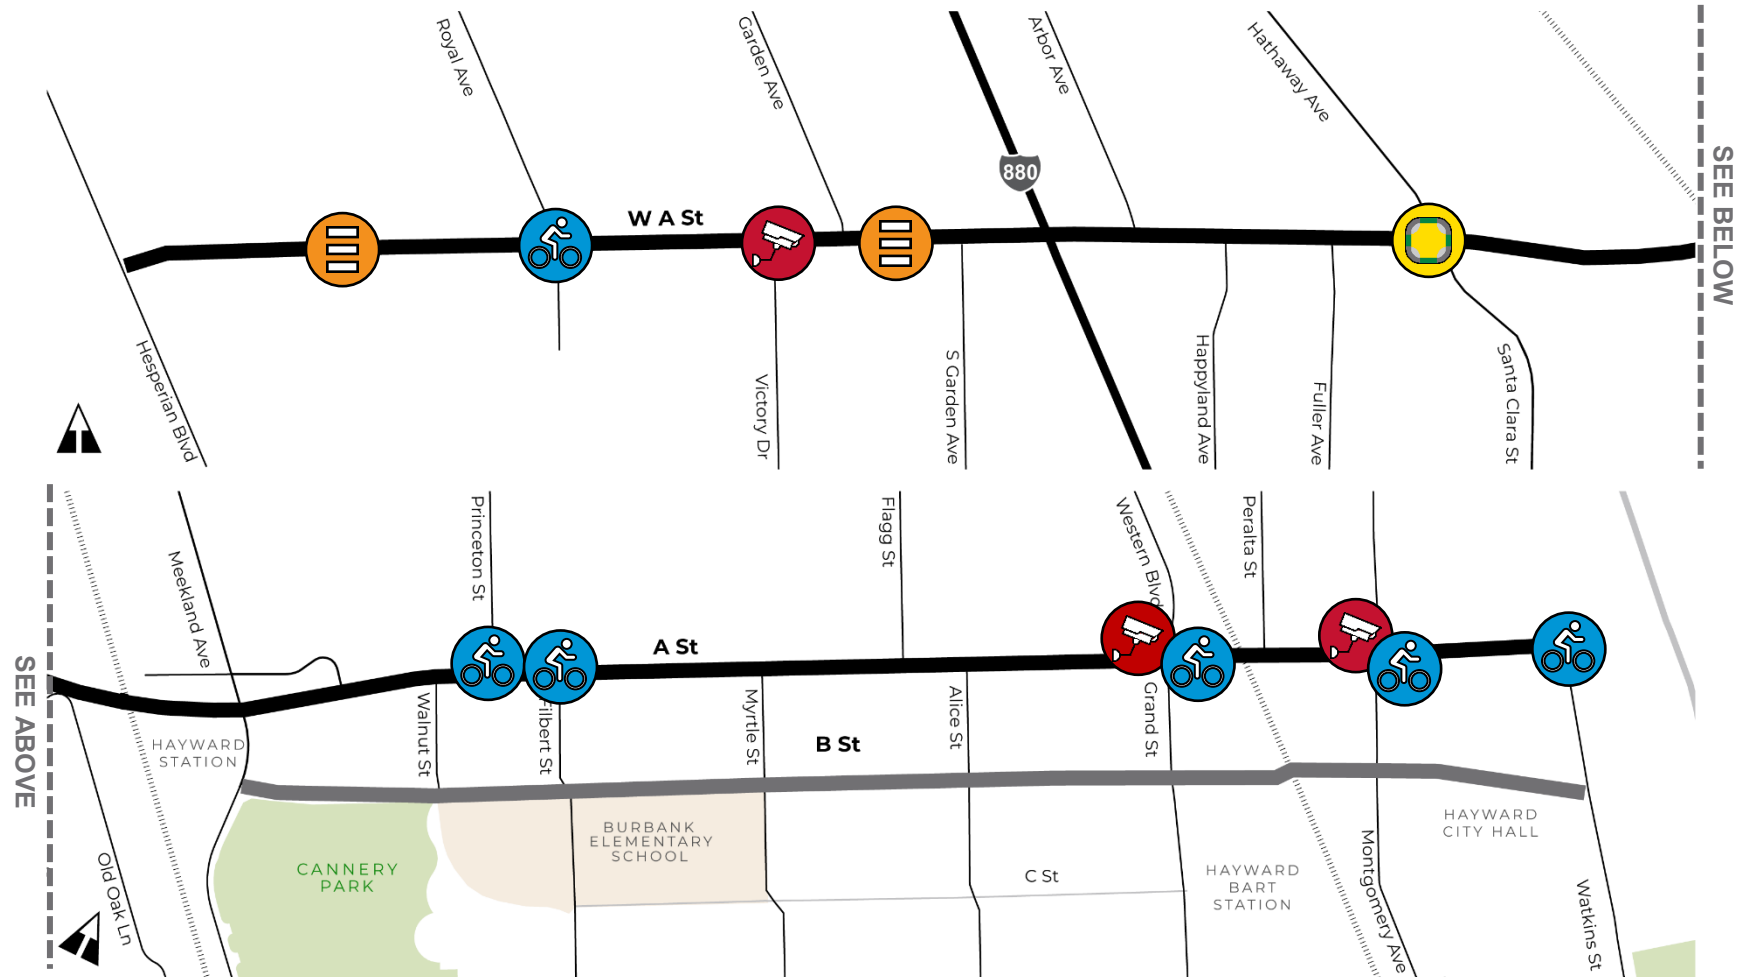 Royal Ave
Garden Ave
Arbor Ave
Hathaway Ave
880
W A St
SEE BELOW
Hesperian Blvd
Victory Dr
S Garden Ave
Happyland Ave
Fuller Ave
Santa Clara St
SEE ABOVE
Meekland Ave
Princeton St
Flagg St
Western Blvd
Peralta St
A St
Walnut St
Filbert St
Myrtle St
Alice St
Grand St
B St
HAYWARD
STATION
BURBANK
ELEMENTARY
SCHOOL
CANNERY
PARK
C St
HAYWARD
BART
STATION
HAYWARD
CITY HALL
Old Oak Ln
Montgomery Ave
Watkins St